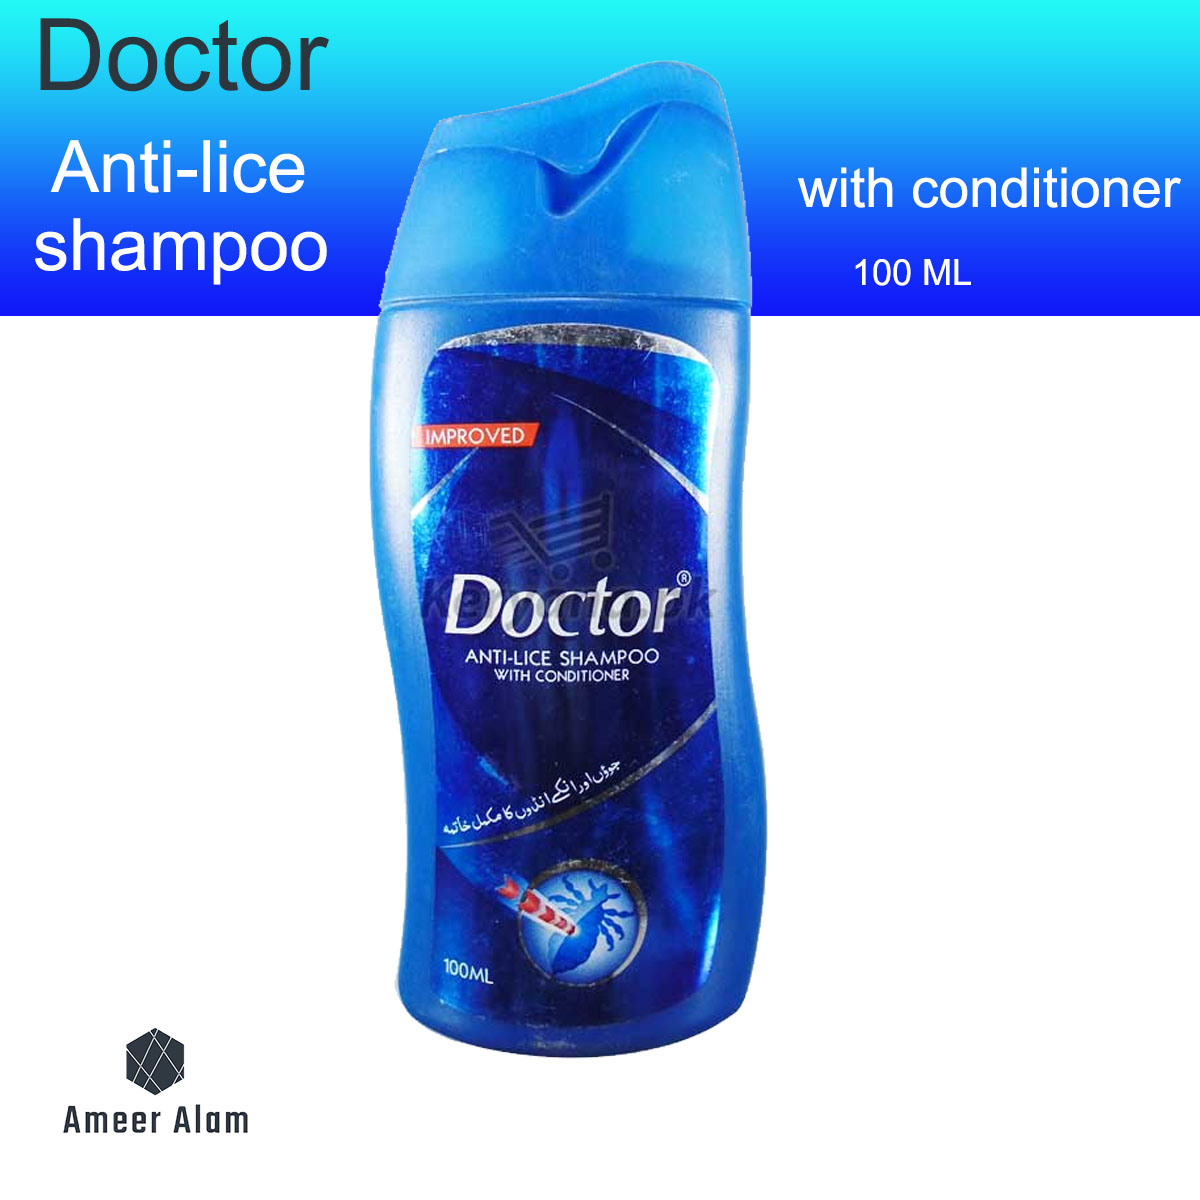 Doctor
Anti-lice
shampoo
with conditioner
100 ML
IMPROVED
Doctor®
ANTI-LICE SHAMPOO
WITH CONDITIONER
جوؤں اور انکے انڈوں کا مکمل خاتمہ
100ML
Ameer Alam